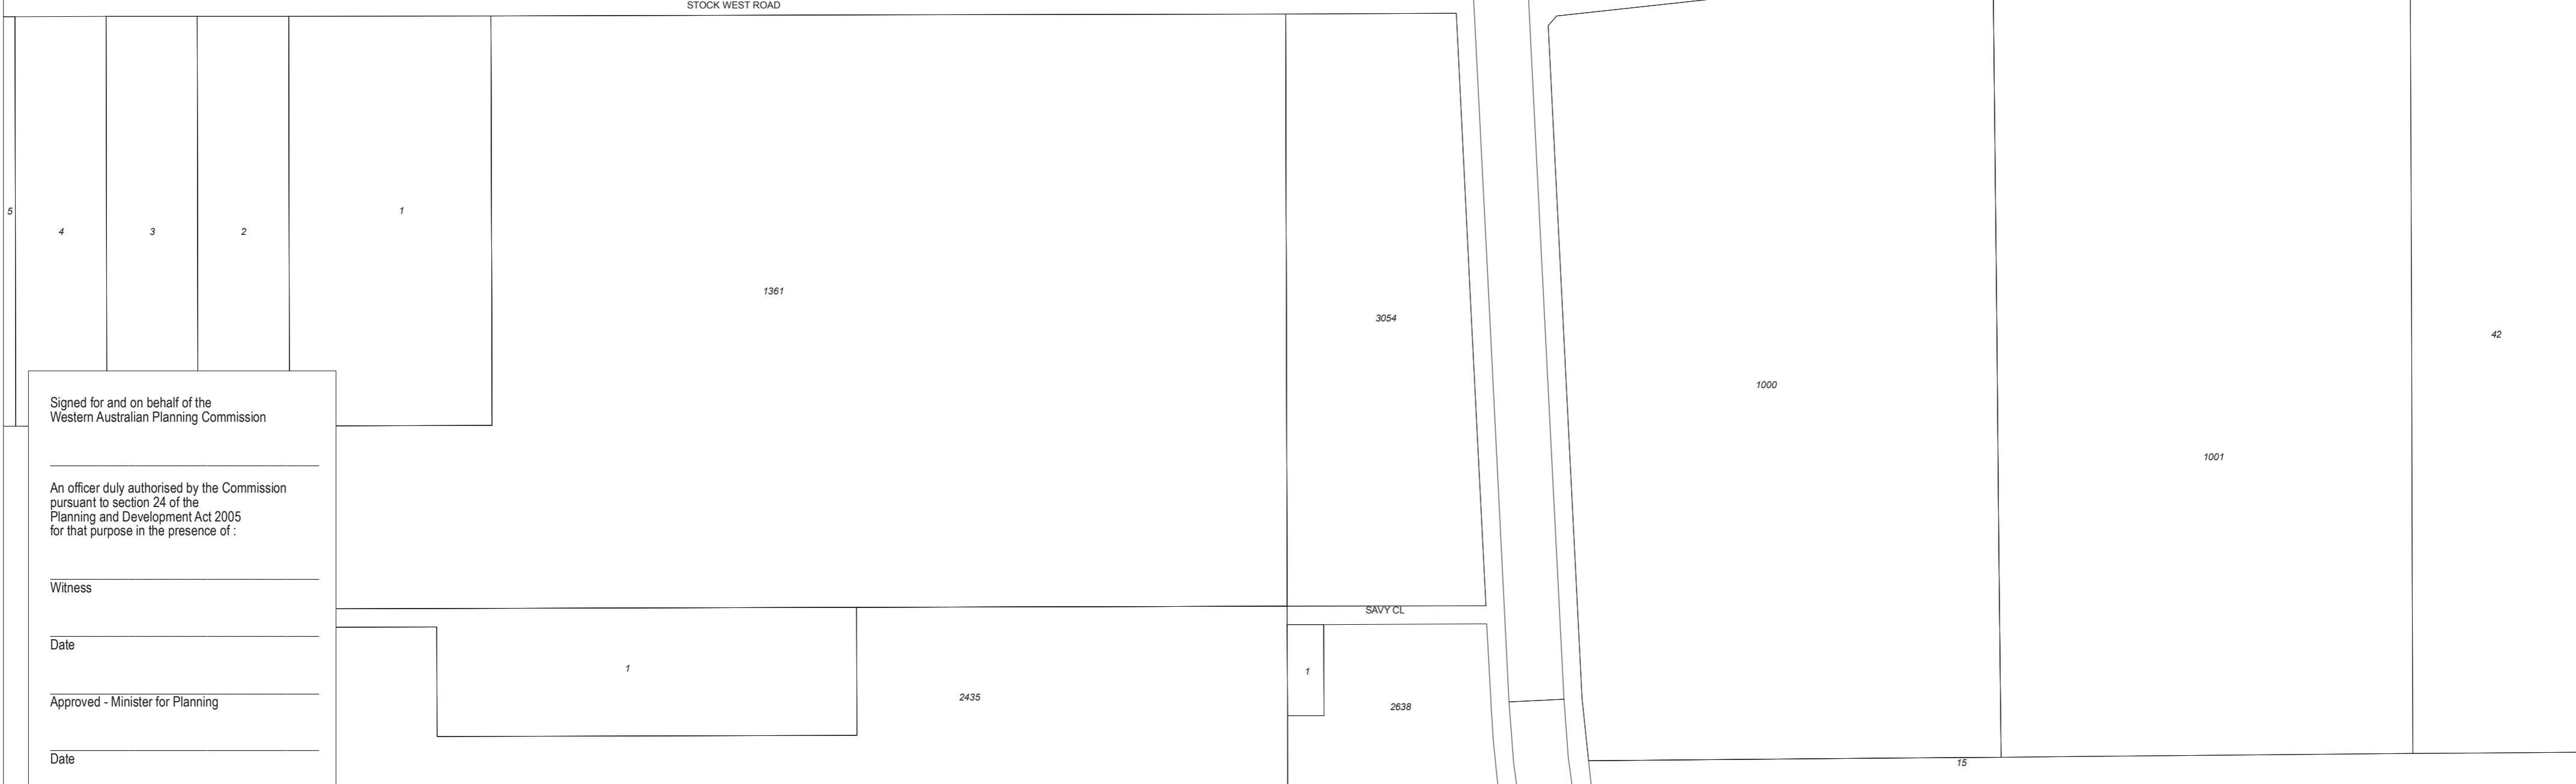 STOCK WEST ROAD
5
4
3
2
1
1361
3054
1000
1001
42
Signed for and on behalf of the
Western Australian Planning Commission
An officer duly authorised by the Commission
pursuant to section 24 of the
Planning and Development Act 2005
for that purpose in the presence of :
Witness
Date
Approved - Minister for Planning
Date
SAVY CL
1
2435
1
2638
15